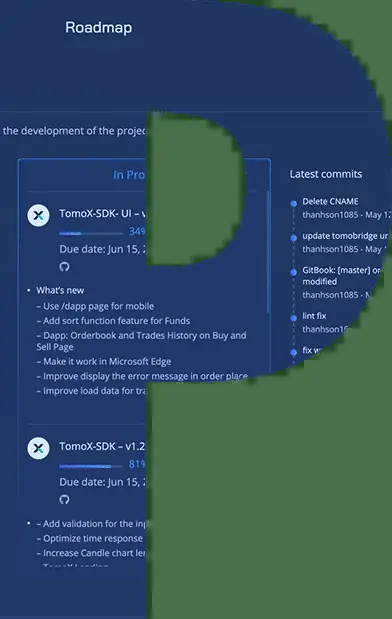 Roadmap
the development of the projec
In Pro
TomoX-SDK- UI – v
34%
Due date: Jun 15, 2
What's new
– Use /dapp page for mobile
– Add sort function feature for Funds
– Dapp: Orderbook and Trades History on Buy and
Sell Page
– Make it work in Microsoft Edge
– Improve display the error message in order place
– Improve load data for tra
TomoX-SDK – v1.2
81%
Due date: Jun 15, 2
– Add validation for the inp
– Optimize time response
– Increase Candle chart len
Latest commits
Delete CNAME
thanhson1085 - May 12
update tomobridge ur
thanhson1085 - May
GitBook: [master] on
modified
thanhson1085 - M
lint fix
thanhson10
fix w